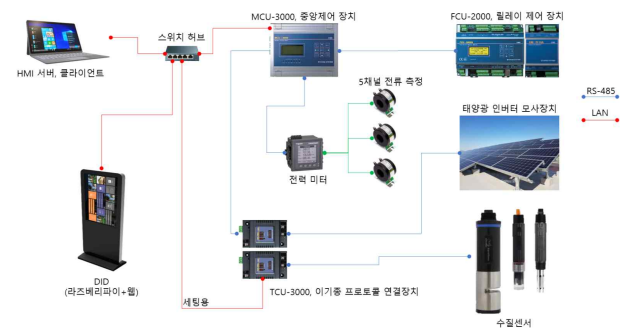 MCU-3000, 중앙제어 장치
FCU-2000, 릴레이 제어 장치
스위치 허브
HMI 서버, 클라이언트
5채널 전류 측정
RS-485
LAN
태양광 인버터 모사장치
전력 미터
DID
(라즈베리파이+웹)
세팅용
TCU-3000, 이기종 프로토콜 연결장치
수질센서